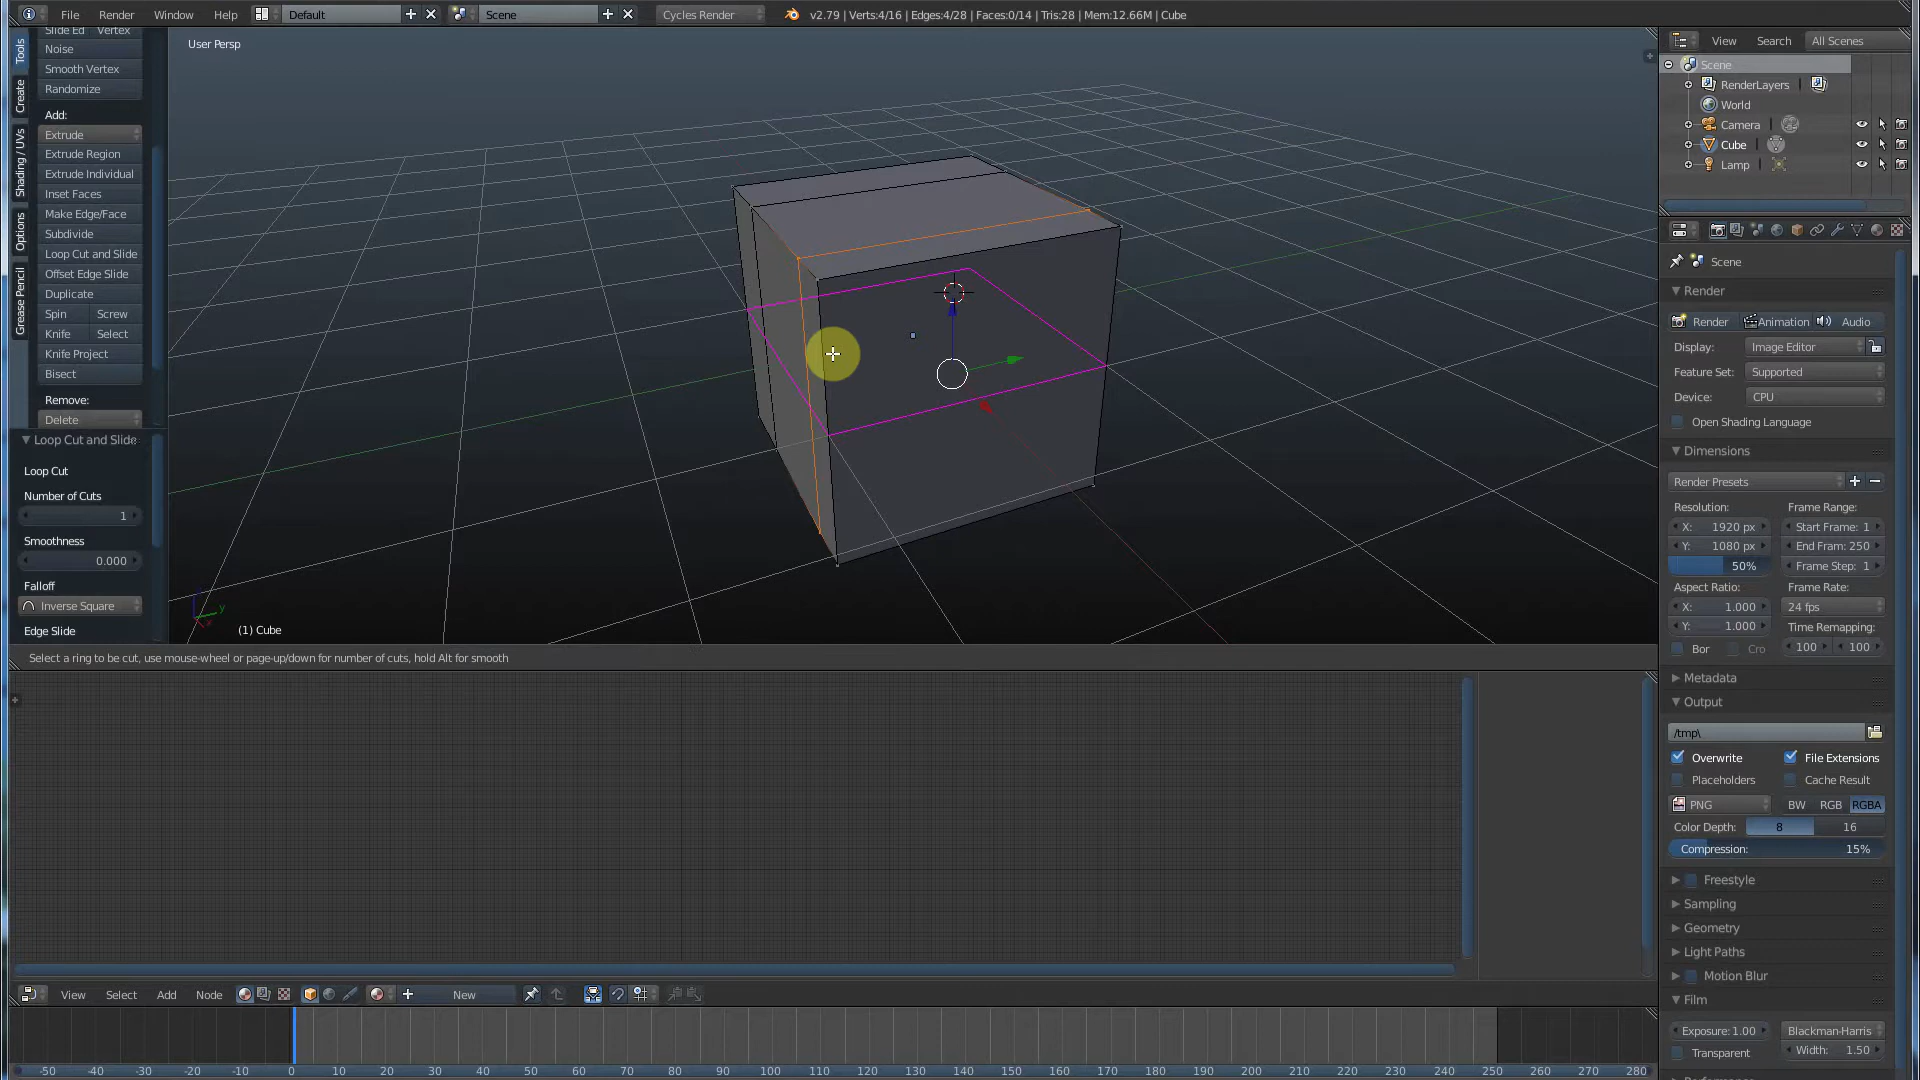 File Render Window Help Default Scene Cycles Render v2.79 | Verts:4/16 | Edges:4/28 | Faces:0/14 | Tris:28 | Mem:12.66M | Cube
User Persp
Tools
Create
Shading / UVs
Options
Grease Pencil
Slide Ed Vertex
Noise
Smooth Vertex
Randomize
Add:
Extrude
Extrude Region
Extrude Individual
Inset Faces
Make Edge/Face
Subdivide
Loop Cut and Slide
Offset Edge Slide
Duplicate
Spin Screw
Knife Select
Knife Project
Bisect
Remove:
Delete
Loop Cut and Slide
Loop Cut
Number of Cuts
1
Smoothness
0.000
Falloff
Inverse Square
Edge Slide
y
x
(1) Cube
Select a ring to be cut, use mouse-wheel or page-up/down for number of cuts, hold Alt for smooth
View Select Add Node New
-50 -40 -30 -20 -10 0 10 20 30 40 50 60 70 80 90 100 110 120 130 140 150 160 170 180 190 200 210 220 230 240 250 260 270 280
View Search All Scenes
Scene
RenderLayers
World
Camera
Cube
Lamp
Scene
Render
Render Animation Audio
Display: Image Editor
Feature Set: Supported
Device: CPU
Open Shading Language
Dimensions
Render Presets
Resolution: Frame Range:
X: 1920 px Start Frame: 1
Y: 1080 px End Fram: 250
50% Frame Step: 1
Aspect Ratio: Frame Rate:
X: 1.000 24 fps
Y: 1.000 Time Remapping:
Bor Cro 100 100
Metadata
Output
/tmp\
Overwrite File Extensions
Placeholders Cache Result
PNG BW RGB RGBA
Color Depth: 8 16
Compression: 15%
Freestyle
Sampling
Geometry
Light Paths
Motion Blur
Film
Exposure: 1.00 Blackman-Harris
Transparent Width: 1.50